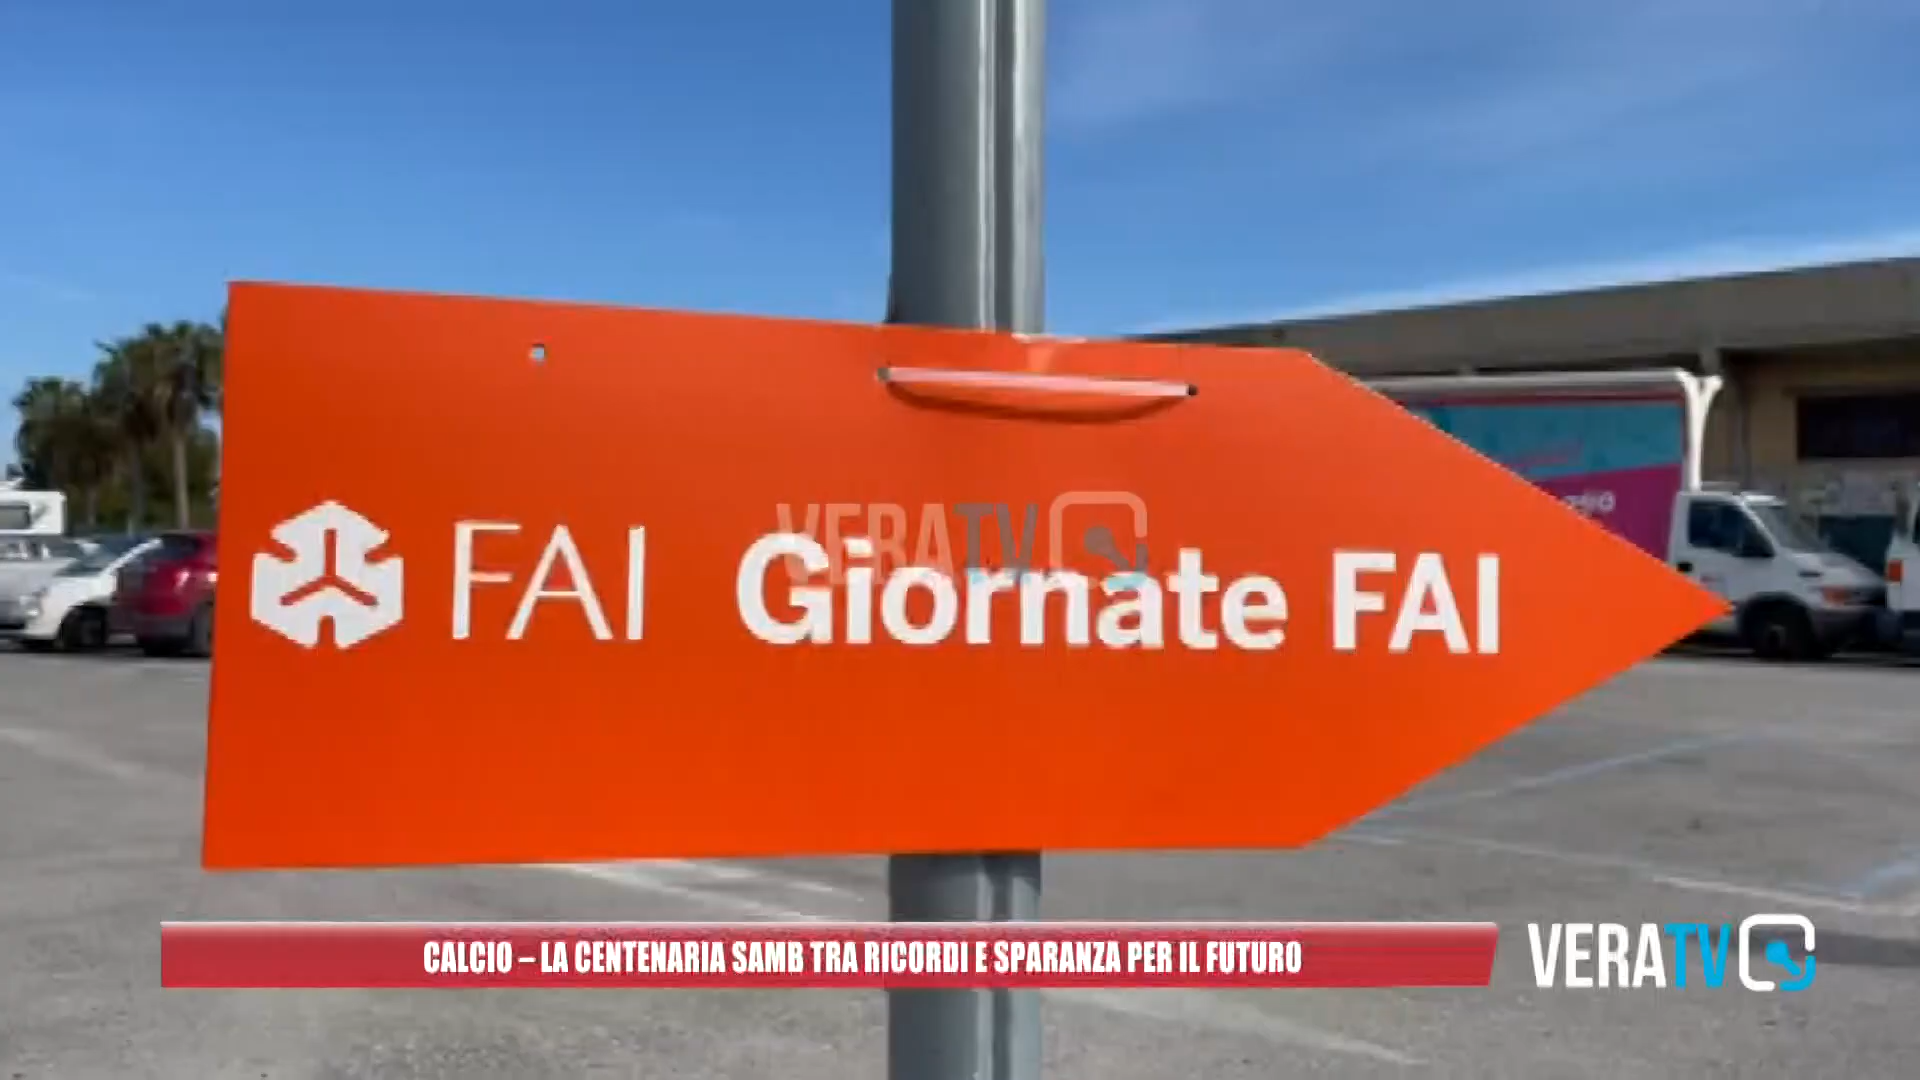 VERATV
FAI Giornate FAI
CALCIO – LA CENTENARIA SAMB TRA RICORDI E SPARANZA PER IL FUTURO
VERATV